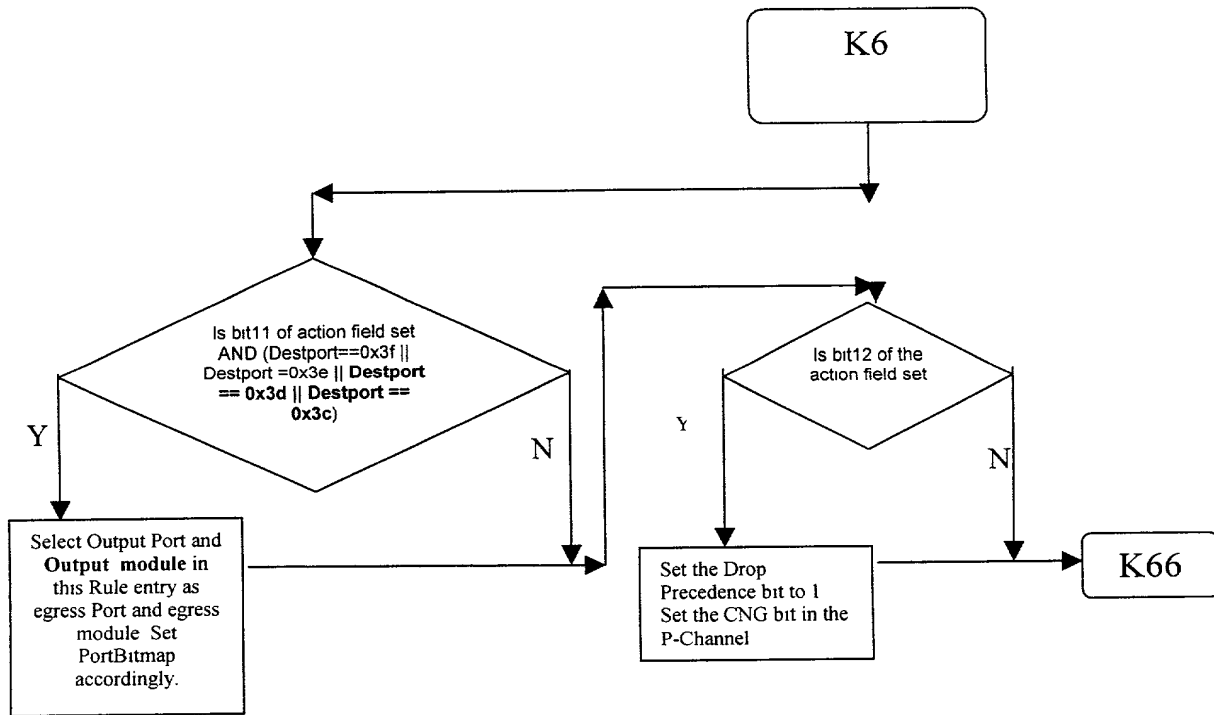 K6
Is bit11 of action field set
AND (Destport==0x3f ||
Destport =0x3e || Destport
== 0x3d || Destport ==
0x3c)
Y
N
Select Output Port and
Output module in
this Rule entry as
egress Port and egress
module Set
PortBitmap
accordingly.
Is bit12 of the
action field set
Y
N
Set the Drop
Precedence bit to 1
Set the CNG bit in the
P-Channel
K66